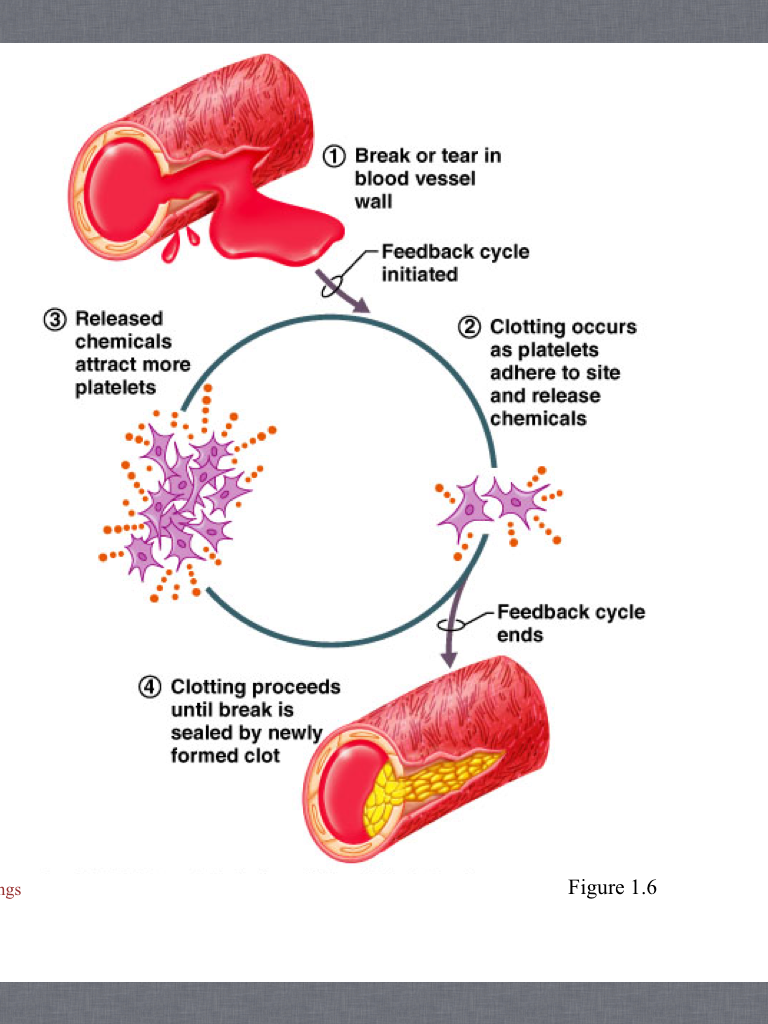 ① Break or tear in
blood vessel
wall
Feedback cycle
initiated
③ Released
chemicals
attract more
platelets
② Clotting occurs
as platelets
adhere to site
and release
chemicals
Feedback cycle
ends
④ Clotting proceeds
until break is
sealed by newly
formed clot
ngs
Figure 1.6